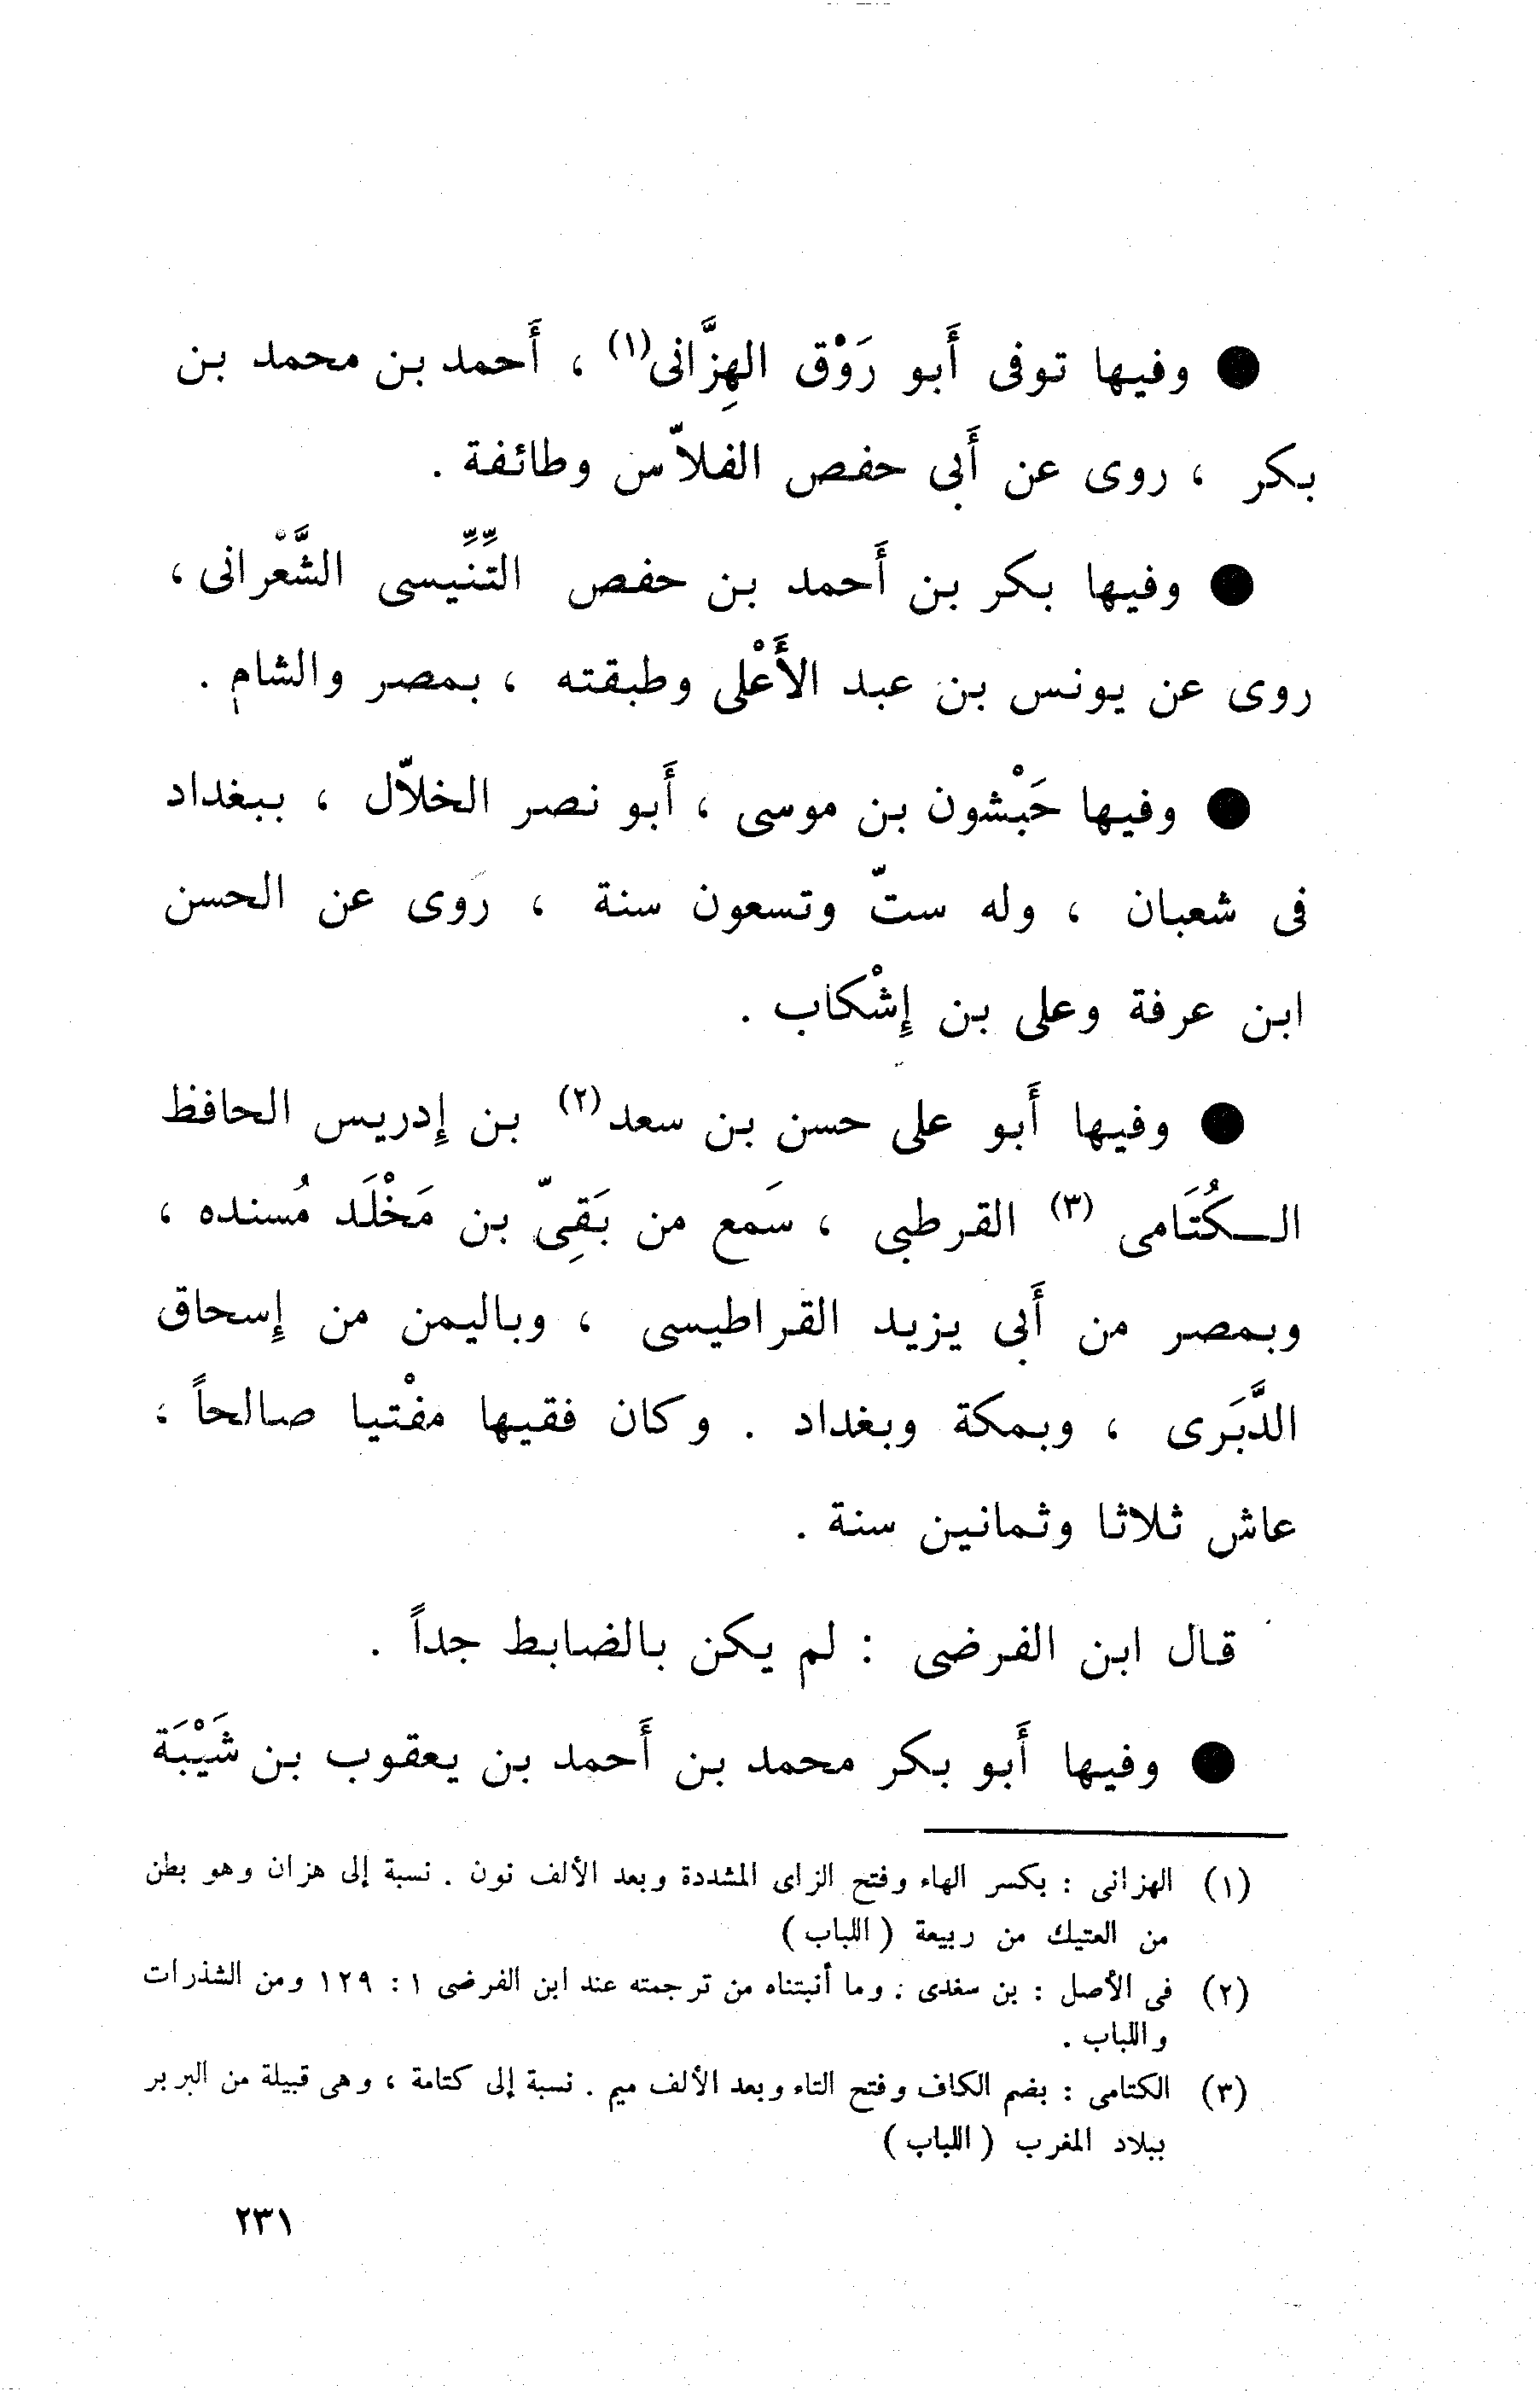 ● وفيها توفى أَبو رَوْق الهِزَّانى(١) ، أَحمد بن محمد بن
بكر ، روى عن أَبى حفص الفلاّس وطائفة .
● وفيها بكر بن أَحمد بن حفص التِّنِّيسى الشَّعْرانى ،
روى عن يونس بن عبد الأَعْلى وطبقته ، بمصر والشام .
● وفيها حَبْشون بن موسى ، أَبو نصر الخلاّل ، ببغداد
فى شعبان ، وله ستّ وتسعون سنة ، رَوى عن الحسن
ابن عرفة وعلى بن إِشْكاب .
● وفيها أَبو على حسن بن سعد(٢) بن إِدريس الحافظ
الـكُتَامى (٣) القرطبى ، سَمع من بَقِىّ بن مَخْلَد مُسنده ،
وبمصر من أَبى يزيد القراطيسى ، وباليمن من إِسحاق
الدَّبَرى ، وبمكة وبغداد . وكان فقيها مفْتيا صالحاً ،
عاش ثلاثا وثمانين سنة .
قال ابن الفرضى : لم يكن بالضابط جداً .
● وفيها أَبو بكر محمد بن أَحمد بن يعقوب بن شَيْبَة
(١) الهزانى : بكسر الهاء وفتح الزاى المشددة وبعد الألف نون . نسبة إلى هزان وهو بطن
من العتيك من ربيعة ( اللباب )
(٢) فى الأصل : بن سغدى . وما أثبتناه من ترجمته عند ابن الفرضى ١ : ١٢٩ ومن الشذرات
واللباب .
(٣) الكتامى : بضم الكاف وفتح التاء وبعد الألف ميم . نسبة إلى كتامة ، وهى قبيلة من البربر
ببلاد المغرب ( اللباب )
٢٣١